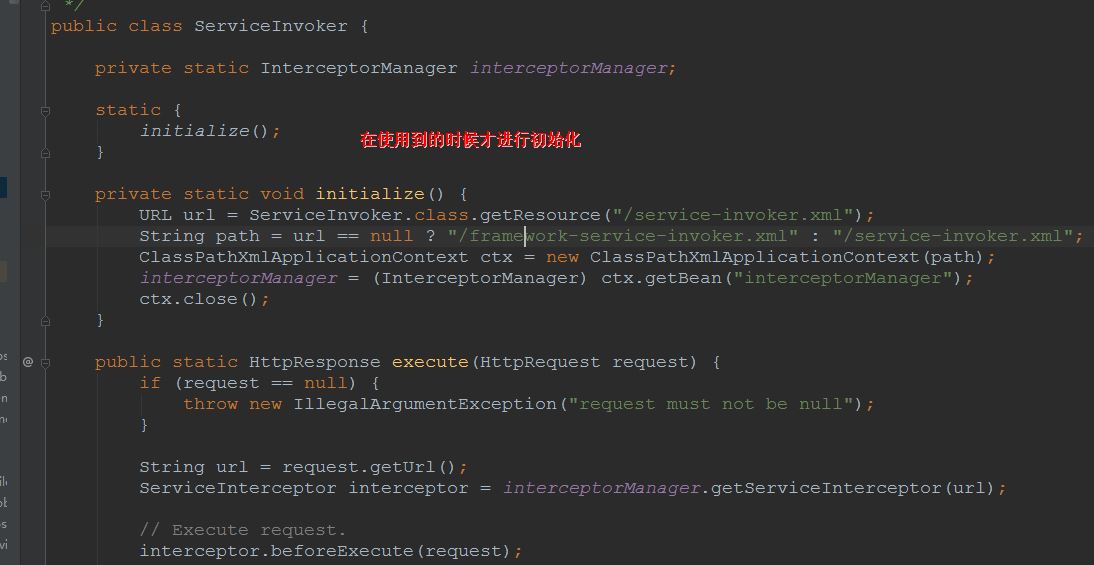 */
public class ServiceInvoker {
private static InterceptorManager interceptorManager;
static {
initialize();
在使用到的时候才进行初始化
}
private static void initialize() {
URL url = ServiceInvoker.class.getResource("/service-invoker.xml");
String path = url == null ? "/framework-service-invoker.xml" : "/service-invoker.xml";
ClassPathXmlApplicationContext ctx = new ClassPathXmlApplicationContext(path);
interceptorManager = (InterceptorManager) ctx.getBean("interceptorManager");
ctx.close();
}
@ public static HttpResponse execute(HttpRequest request) {
if (request == null) {
throw new IllegalArgumentException("request must not be null");
}
String url = request.getUrl();
ServiceInterceptor interceptor = interceptorManager.getServiceInterceptor(url);
// Execute request.
interceptor.beforeExecute(request);